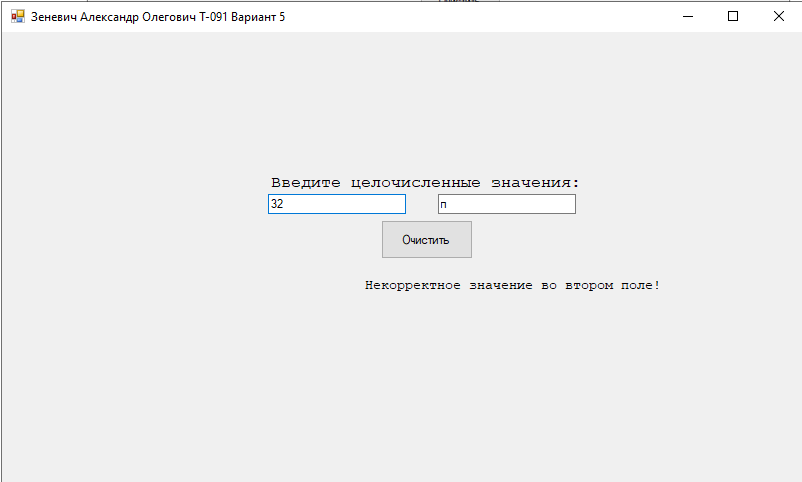 Зеневич Александр Олегович Т-091 Вариант 5
Введите целочисленные значения:
32 п
Очистить
Некорректное значение во втором поле!